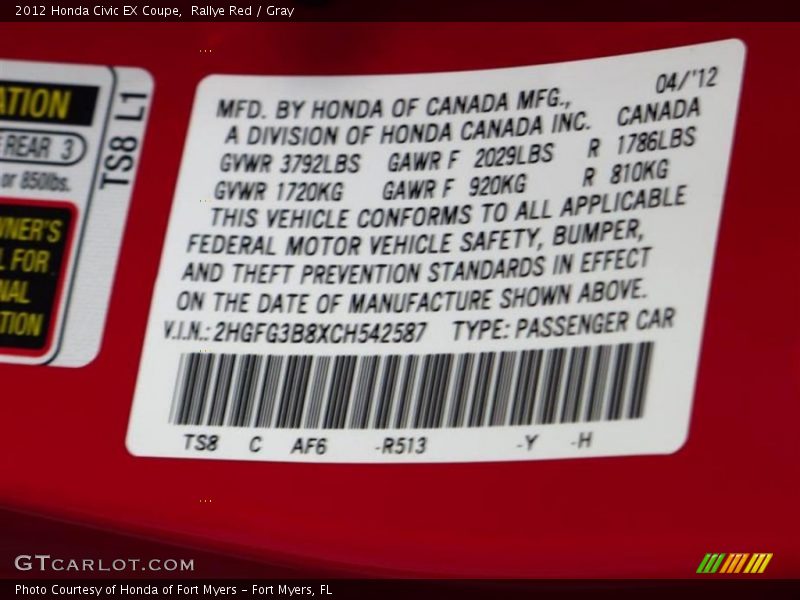 2012 Honda Civic EX Coupe,  Rallye Red / Gray
ATION
REAR 3
or 850lbs.
WNER'S
L FOR
NAL
TION
TS8 L1
04/'12
MFD. BY HONDA OF CANADA MFG.,
A DIVISION OF HONDA CANADA INC. CANADA
GVWR 3792LBS GAWR F 2029LBS R 1786LBS
GVWR 1720KG GAWR F 920KG R 810KG
THIS VEHICLE CONFORMS TO ALL APPLICABLE
FEDERAL MOTOR VEHICLE SAFETY, BUMPER,
AND THEFT PREVENTION STANDARDS IN EFFECT
ON THE DATE OF MANUFACTURE SHOWN ABOVE.
V.I.N.: 2HGFG3B8XCH542587 TYPE: PASSENGER CAR
TS8 C AF6 -R513 -Y -H
GTCARLOT.COM
Photo Courtesy of Honda of Fort Myers - Fort Myers, FL